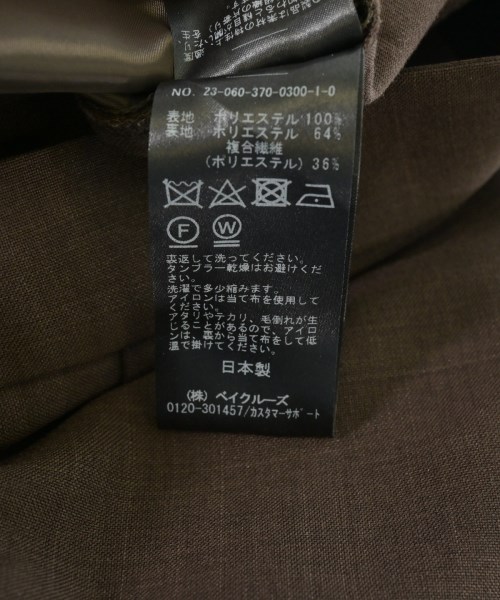 NO. 23-060-370-0300-1-0
表地 ポリエステル 100%
裏地 ポリエステル 64%
複合繊維
(ポリエステル) 36%
F W
裏返して洗ってください。
タンブラー乾燥はお避けくだ
さい。
洗濯で多少縮みます。
アイロンは当て布を使用して
ください。
アタリやテカリ、毛倒れが生
じることがあるので、アイロ
ンは、裏から当て布をして低
温で掛けてください。
日本製
(株) ベイクルーズ
0120-301457/カスタマーサポート